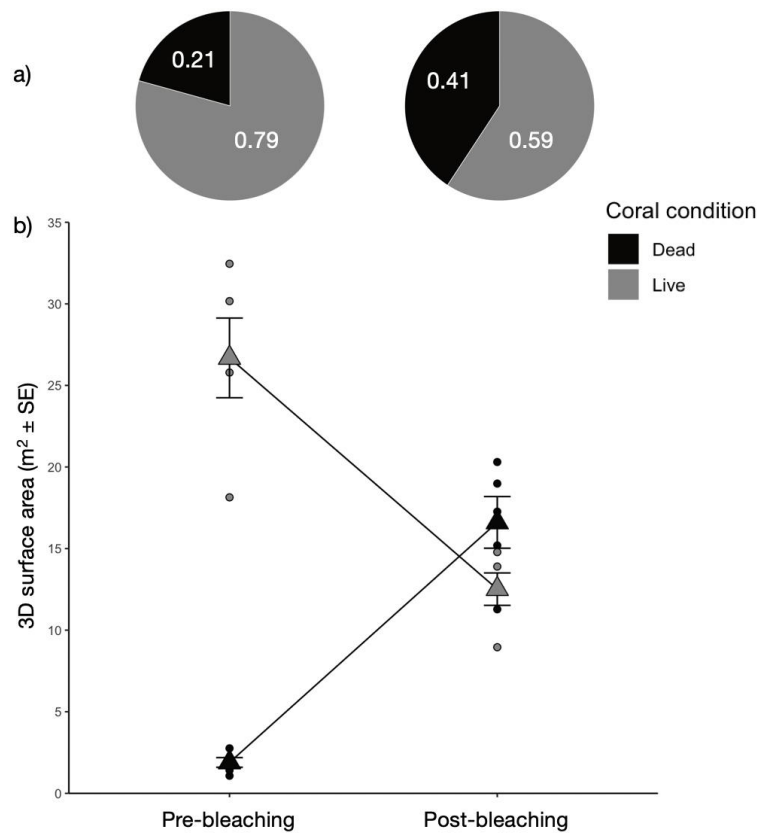 a)
0.21
0.79
0.41
0.59
Coral condition
Dead
Live
b)
3D surface area (m² ± SE)
35
30
25
20
15
10
5
0
Pre-bleaching
Post-bleaching